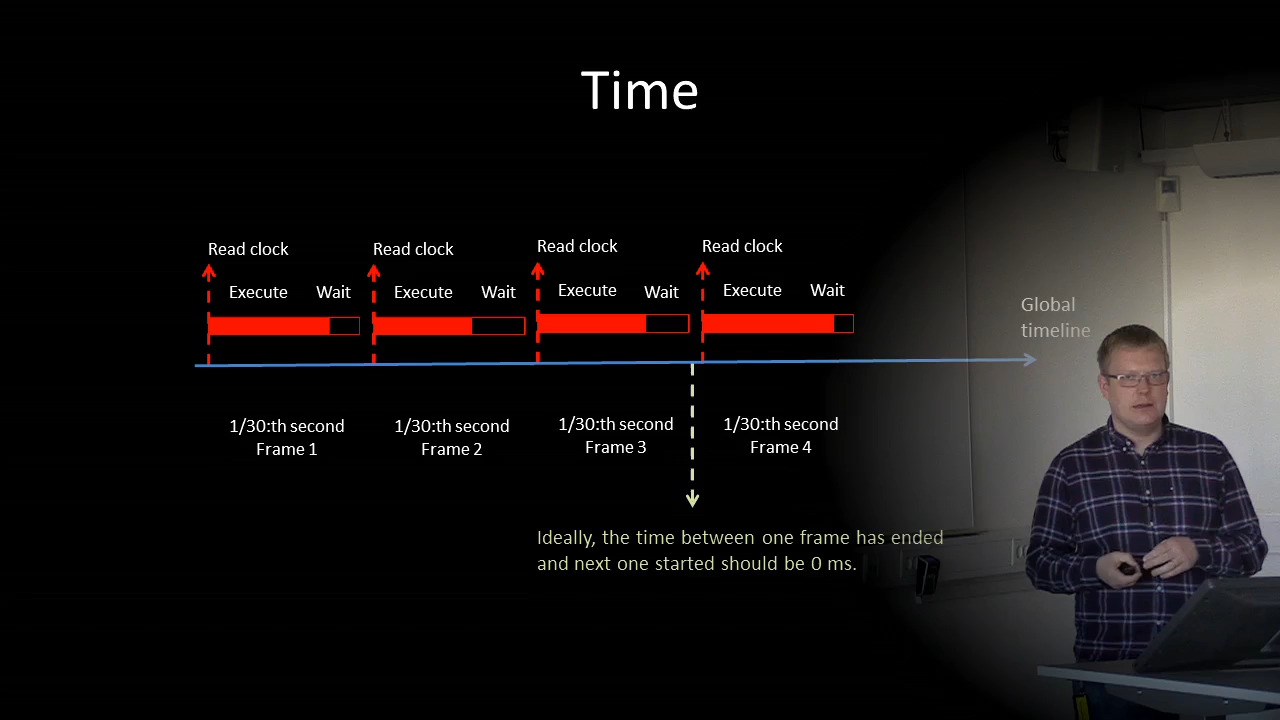 Time
Read clock
Read clock
Read clock
Read clock
Execute Wait
Execute Wait
Execute Wait
Execute Wait
Global
timeline
1/30:th second
Frame 1
1/30:th second
Frame 2
1/30:th second
Frame 3
1/30:th second
Frame 4
Ideally, the time between one frame has ended
and next one started should be 0 ms.